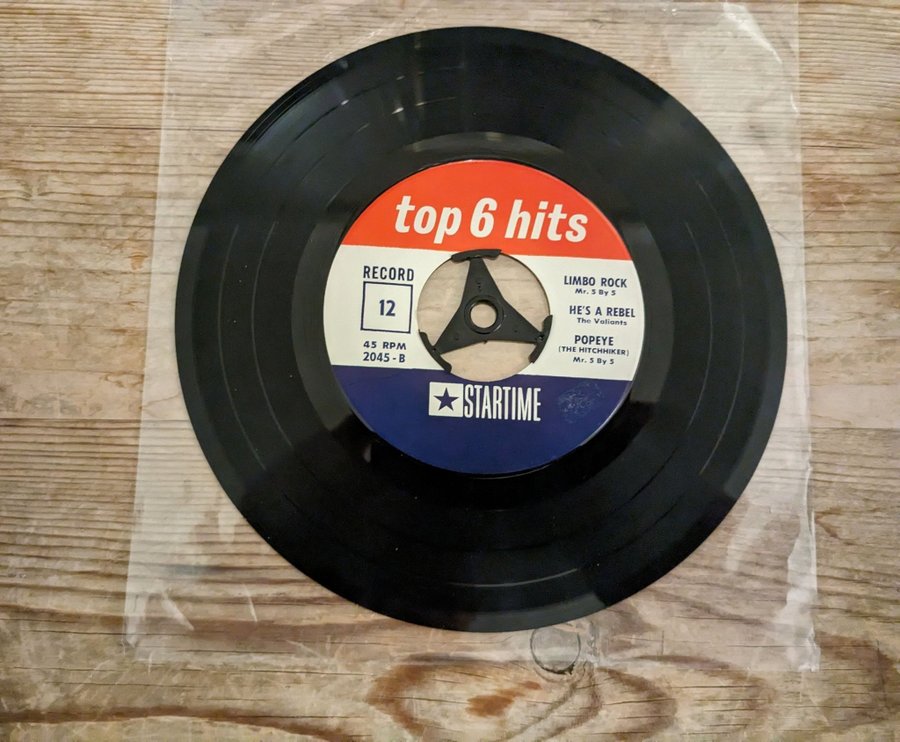 top 6 hits
RECORD
12
45 RPM
2045-B
LIMBO ROCK
Mr. 5 By 5
HE'S A REBEL
The Valiants
POPEYE
(THE HITCHHIKER)
Mr. 5 By 5
STARTIME